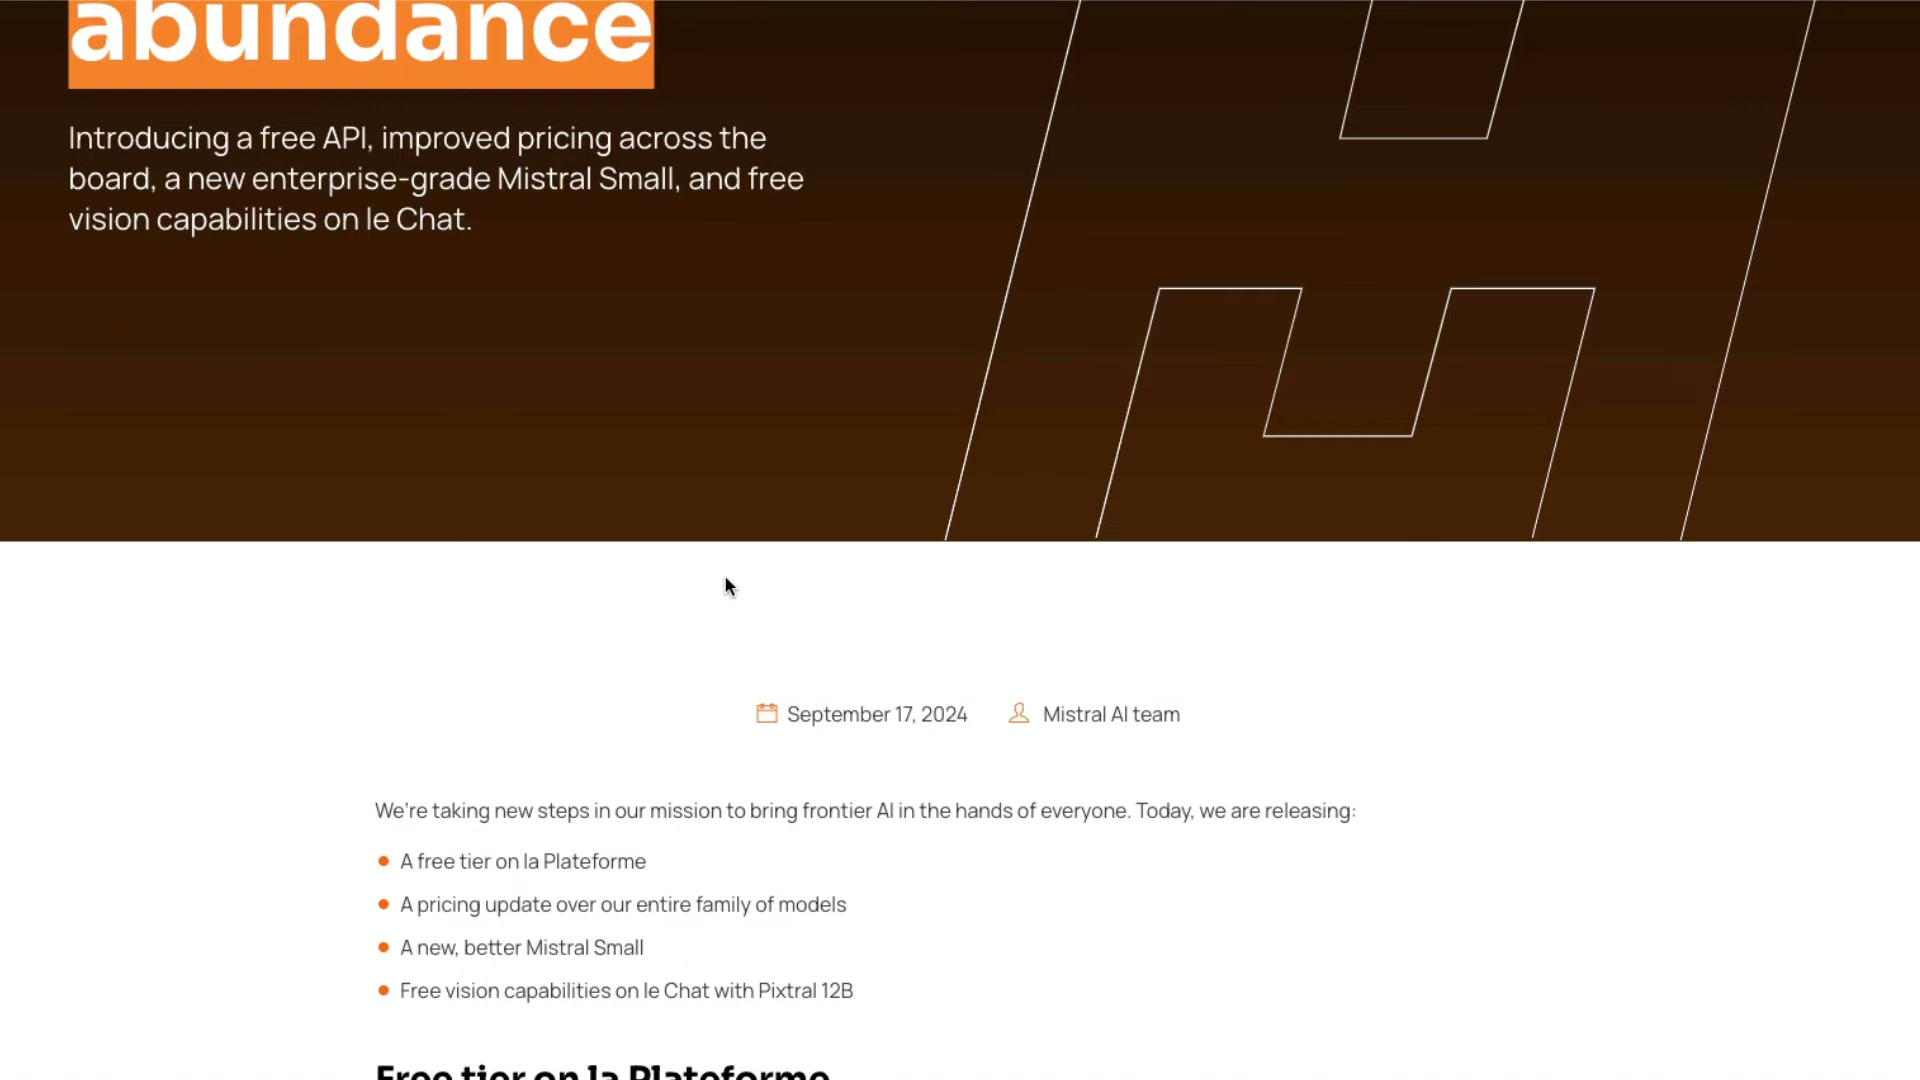 abundance
Introducing a free API, improved pricing across the
board, a new enterprise-grade Mistral Small, and free
vision capabilities on le Chat.
September 17, 2024 Mistral AI team
We're taking new steps in our mission to bring frontier AI in the hands of everyone. Today, we are releasing:
A free tier on la Plateforme
A pricing update over our entire family of models
A new, better Mistral Small
Free vision capabilities on le Chat with Pixtral 12B
Free tier on la Plateforme